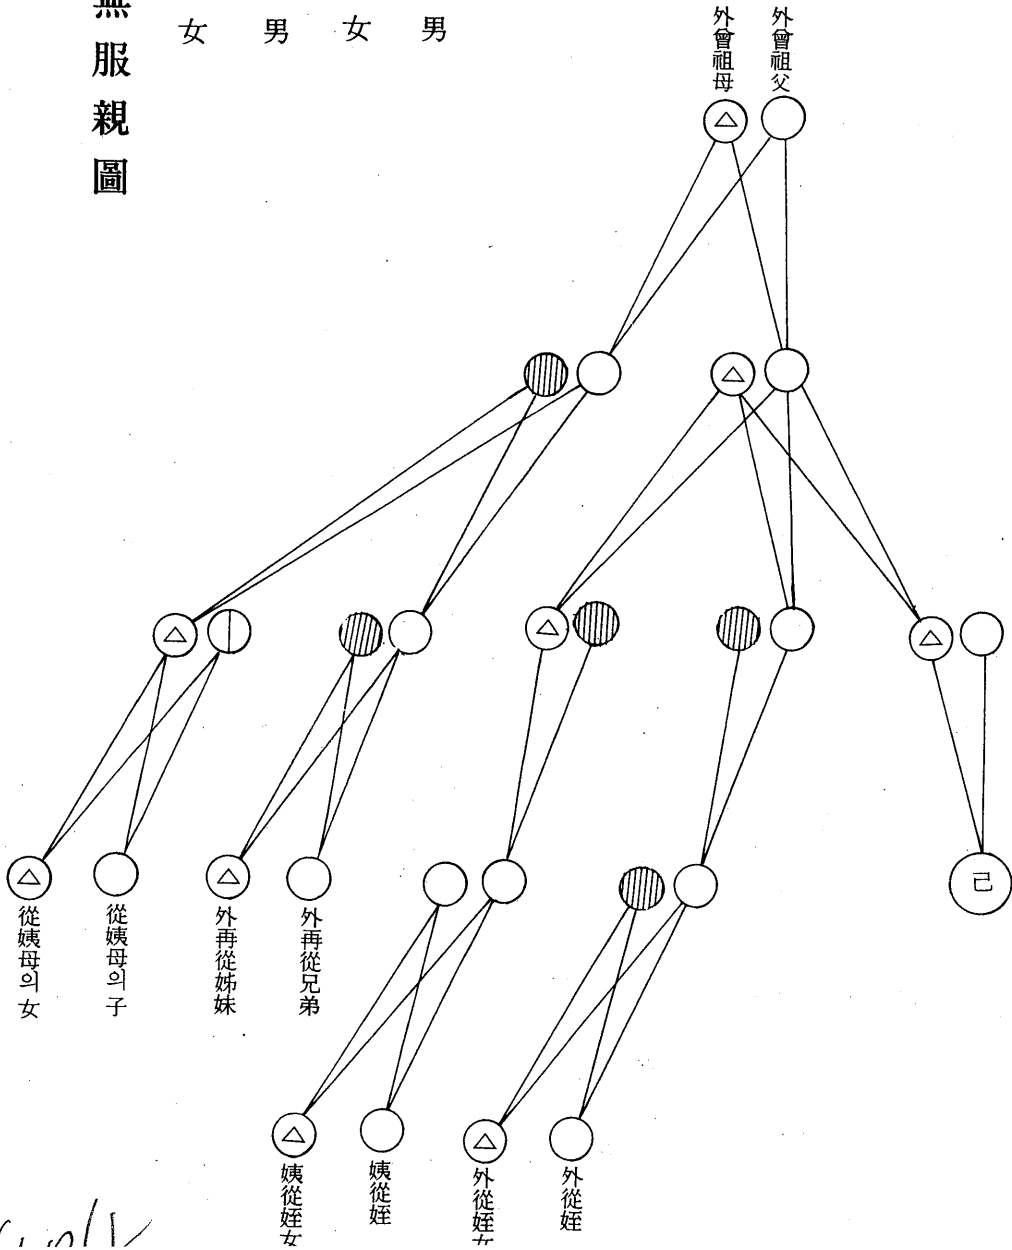 無服親圖
女 男 女 男
外曾祖母
外曾祖父
己
從姨母의女
從姨母의子
外再從姊妹
外再從兄弟
姨從姪女
姨從姪
外從姪女
外從姪